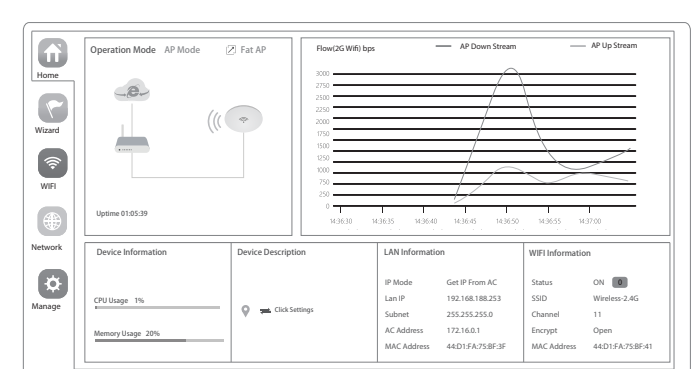 Home
Wizard
WIFI
Network
Manage
Operation Mode AP Mode Fat AP
Uptime 01:05:39
Flow(2G Wifi) bps AP Down Stream AP Up Stream
3000
2750
2500
2250
2000
1750
1500
1250
1000
750
500
250
0
14:36:30 14:36:35 14:36:40 14:36:45 14:36:50 14:36:55 14:37:00
Device Information
CPU Usage 1%
Memory Usage 20%
Device Description
Click Settings
LAN Information
IP Mode Get IP From AC
Lan IP 192.168.188.253
Subnet 255.255.255.0
AC Address 172.16.0.1
MAC Address 44:D1:FA:75:BF:3F
WIFI Information
Status ON 0
SSID Wireless-2.4G
Channel 11
Encrypt Open
MAC Address 44:D1:FA:75:BF:41